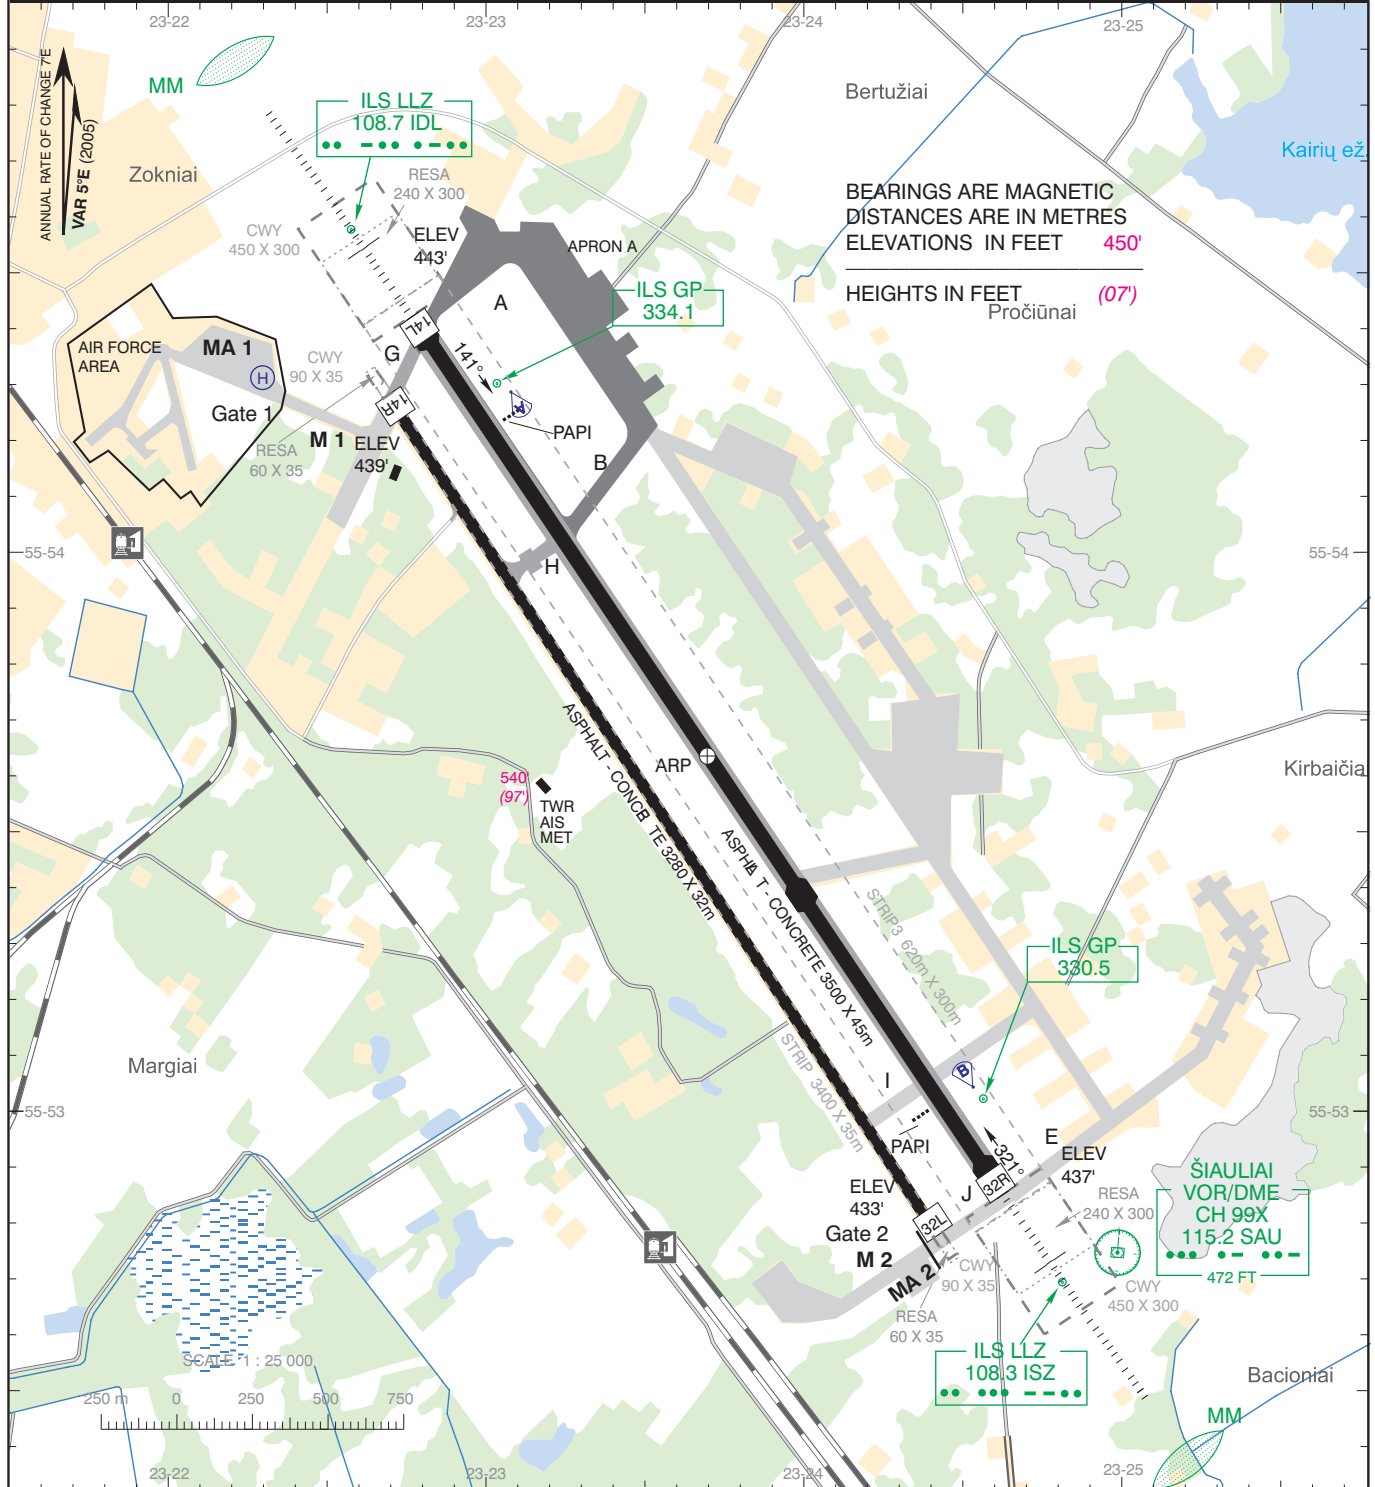 23-22
23-23
23-24
23-25
ANNUAL RATE OF CHANGE 7'E
VAR 5°E (2005)
MM
ILS LLZ
108.7 IDL
Bertužiai
Kairių ež.
Zokniai
RESA
240 X 300
CWY
450 X 300
ELEV
443'
APRON A
BEARINGS ARE MAGNETIC
DISTANCES ARE IN METRES
ELEVATIONS IN FEET 450'
HEIGHTS IN FEET (07')
Pročiūnai
ILS GP
334.1
A
14L
141°
G
AIR FORCE
AREA
MA 1
H
CWY
90 X 35
Gate 1
14R
A
PAPI
M 1
ELEV
439'
RESA
60 X 35
B
1
55-54
55-54
H
ASPHALT - CONCRETE 3280 X 32m
ARP
Kirbaičia
540'
(97')
TWR
AIS
MET
ASPHALT - CONCRETE 3500 X 45m
STRIP3 620m X 300m
ILS GP
330.5
STRIP 3400 X 35m
Margiai
I
B
55-53
55-53
PAPI
321°
E
ELEV
437'
J
32R
ELEV
433'
Gate 2
M 2
32L
MA 2
RESA
240 X 300
ŠIAULIAI
VOR/DME
CH 99X
115.2 SAU
472 FT
CWY
90 X 35
CWY
450 X 300
RESA
60 X 35
1
ILS LLZ
108.3 ISZ
Bacioniai
SCALE 1 : 25 000
250 m 0 250 500 750
MM
23-22
23-23
23-24
23-25